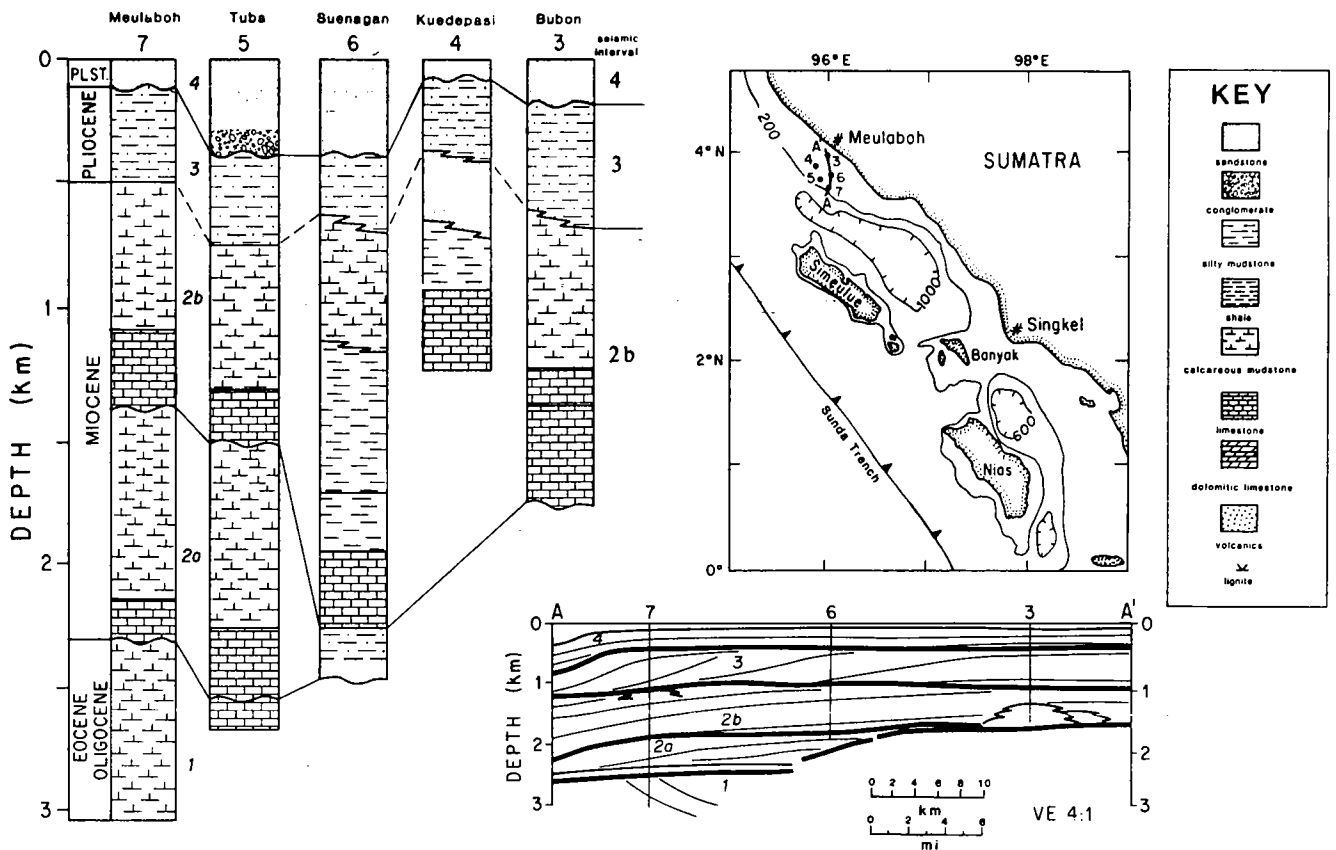 Meulaboh Tuba Suenagan Kuedepasi Bubon
7 5 6 4 3 seismic interval
0
PLST.
PLIOCENE
MIOCENE
EOCENE
OLIGOCENE
DEPTH (km)
1
2
3
4
3
2b
2a
1
4
3
2b
96°E 98°E
4°N
2°N
0°
200
Meulaboh
SUMATRA
A
4 3
5 6
7
A
Simeulue
1000
Singkel
Banyak
600
Nias
Sunda Trench
KEY
sandstone
conglomerate
silty mudstone
shale
calcareous mudstone
limestone
dolomitic limestone
volcanics
lignite
A 7 6 3 A'
0 0
1 1
2 2
3 3
DEPTH (km)
4
3
2b
2a
1
0 2 4 6 8 10
km
0 2 4 6
mi
VE 4:1